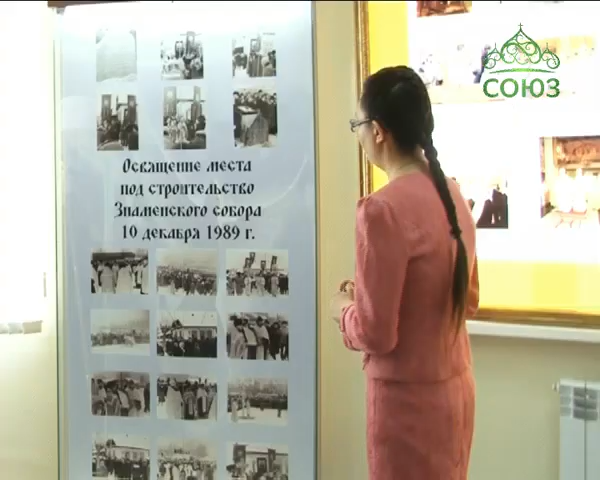 СОЮЗ
Освящение места
под строительство
Знаменского собора
10 декабря 1989 г.